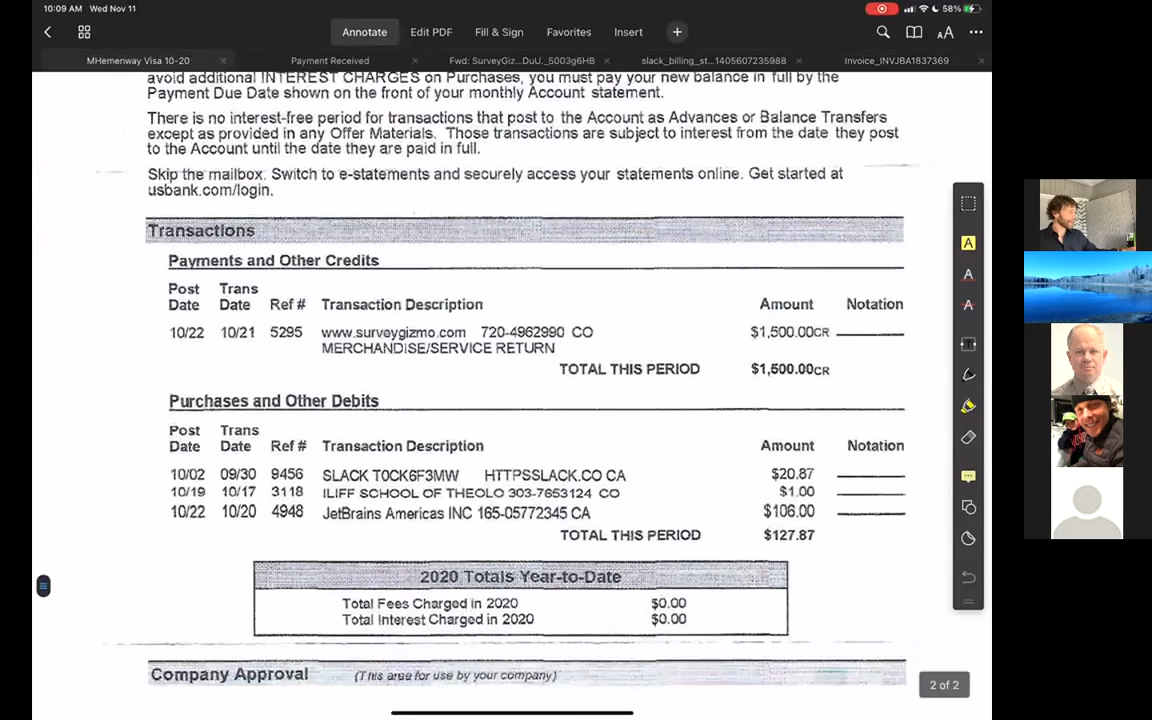 10:09 AM Wed Nov 11
58%
Annotate Edit PDF Fill & Sign Favorites Insert
MHemenway Visa 10-20 Payment Received Fwd: SurveyGiz...DuU._5003g6HB slack_billing_st...1405607235988 Invoice_INVJBA1837369
avoid additional INTEREST CHARGES on Purchases, you must pay your new balance in full by the
Payment Due Date shown on the front of your monthly Account statement.
There is no interest-free period for transactions that post to the Account as Advances or Balance Transfers
except as provided in any Offer Materials. Those transactions are subject to interest from the date they post
to the Account until the date they are paid in full.
Skip the mailbox. Switch to e-statements and securely access your statements online. Get started at
usbank.com/login.
Transactions
Payments and Other Credits
Post Trans
Date Date Ref # Transaction Description Amount Notation
10/22 10/21 5295 www.surveygizmo.com 720-4962990 CO $1,500.00CR
MERCHANDISE/SERVICE RETURN
TOTAL THIS PERIOD $1,500.00CR
Purchases and Other Debits
Post Trans
Date Date Ref # Transaction Description Amount Notation
10/02 09/30 9456 SLACK T0CK6F3MW HTTPSSLACK.CO CA $20.87
10/19 10/17 3118 ILIFF SCHOOL OF THEOLO 303-7653124 CO $1.00
10/22 10/20 4948 JetBrains Americas INC 165-05772345 CA $106.00
TOTAL THIS PERIOD $127.87
2020 Totals Year-to-Date
Total Fees Charged in 2020 $0.00
Total Interest Charged in 2020 $0.00
Company Approval (This area for use by your company)
2 of 2